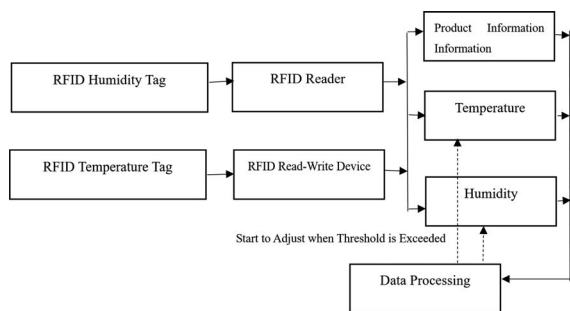 Product Information
Information
RFID Humidity Tag
RFID Reader
Temperature
RFID Temperature Tag
RFID Read-Write Device
Humidity
Start to Adjust when Threshold is Exceeded
Data Processing